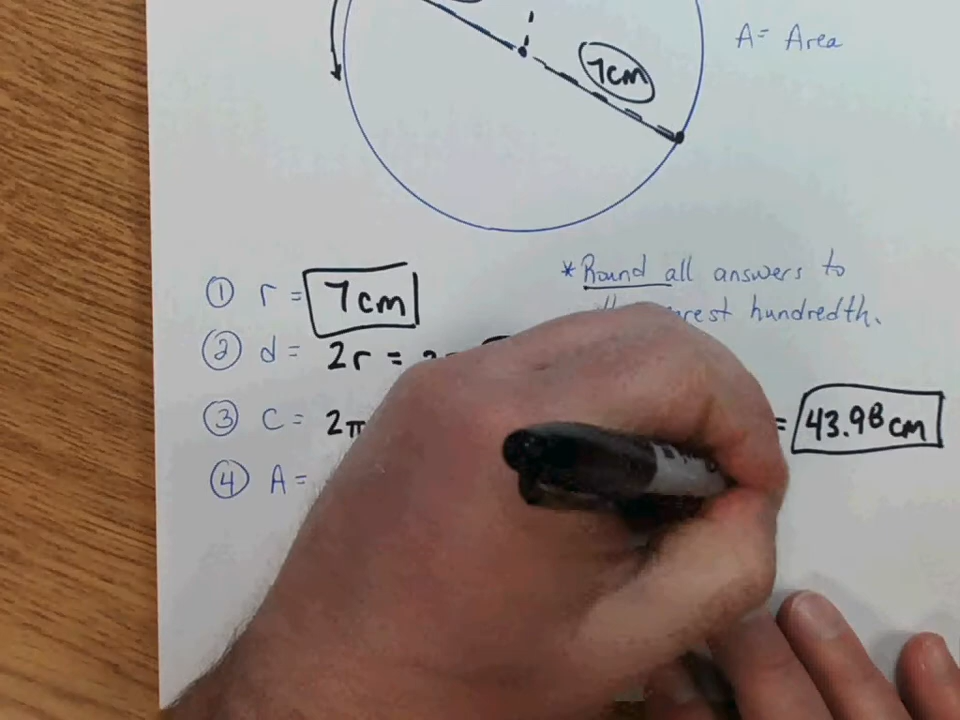 A = Area
7cm
① r = 7cm
* Round all answers to
hundredth.
② d = 2r =
③ C = 2π = 43.98 cm
④ A =